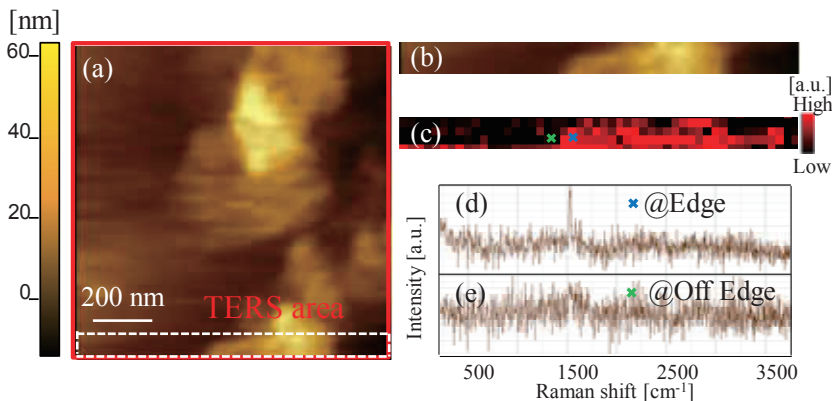 [nm]
60
40
20
0
(a)
200 nm
TERS area
(b)
[a.u.]
High
Low
(c)
(d)
@Edge
(e)
@Off Edge
Intensity [a.u.]
500
1500
2500
3500
Raman shift [cm⁻¹]